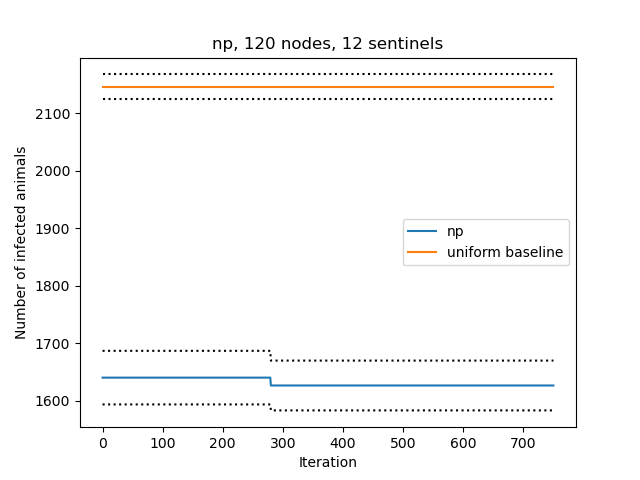 np, 120 nodes, 12 sentinels
Number of infected animals
2100
2000
1900
1800
1700
1600
np
uniform baseline
0 100 200 300 400 500 600 700
Iteration